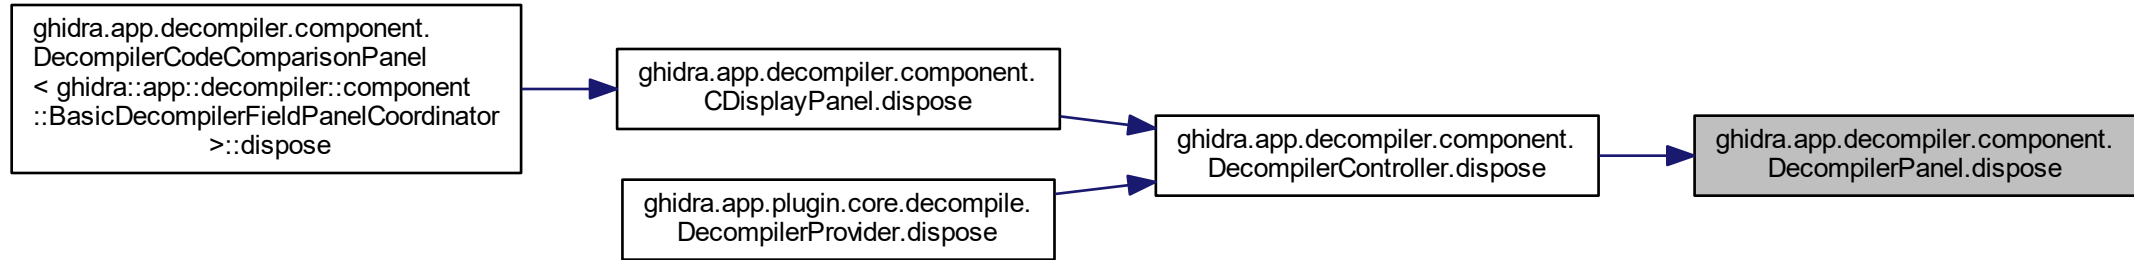 ghidra.app.decompiler.component.
DecompilerCodeComparisonPanel
< ghidra::app::decompiler::component
::BasicDecompilerFieldPanelCoordinator
>::dispose
ghidra.app.decompiler.component.
CDisplayPanel.dispose
ghidra.app.plugin.core.decompile.
DecompilerProvider.dispose
ghidra.app.decompiler.component.
DecompilerController.dispose
ghidra.app.decompiler.component.
DecompilerPanel.dispose